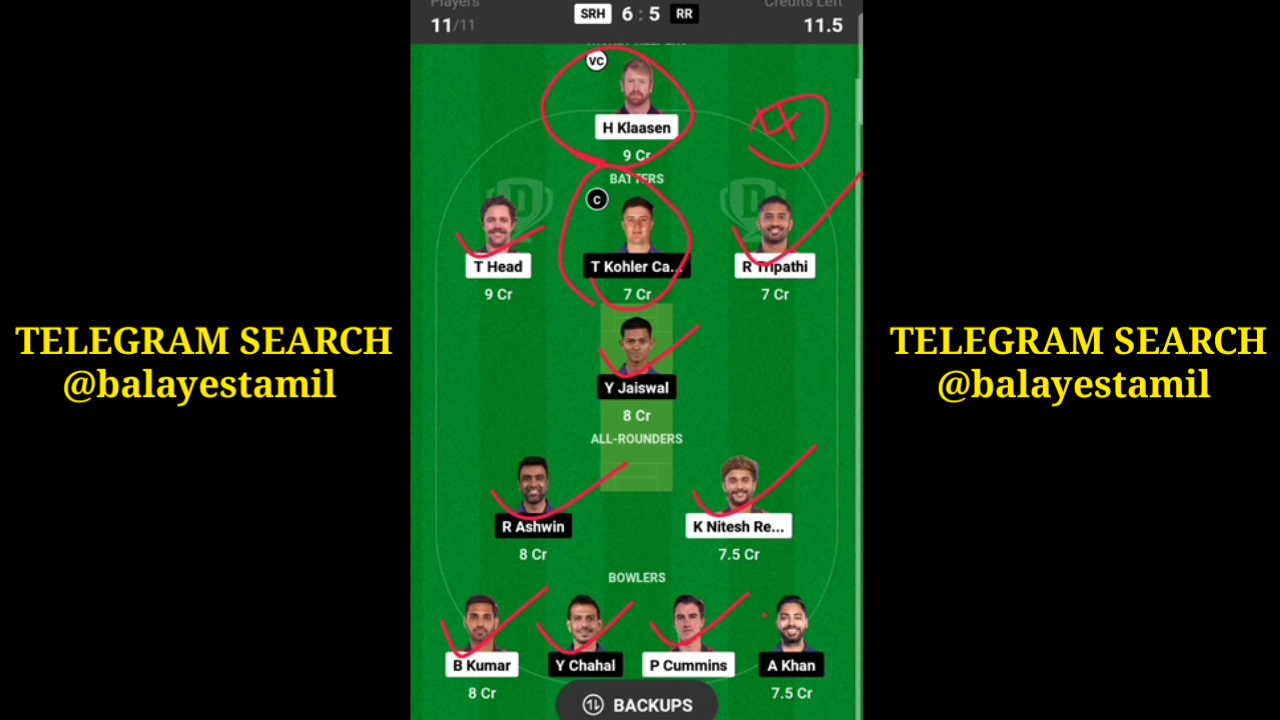 Players
SRH 6 : 5 RR
Credits Left
11/11
11.5
VC
H Klaasen
9 Cr
BATTERS
C
T Head
T Kohler Ca...
R Tripathi
9 Cr
7 Cr
7 Cr
Y Jaiswal
8 Cr
ALL-ROUNDERS
R Ashwin
K Nitesh Re...
8 Cr
7.5 Cr
BOWLERS
B Kumar
Y Chahal
P Cummins
A Khan
8 Cr
7.5 Cr
BACKUPS
TELEGRAM SEARCH
@balayestamil
TELEGRAM SEARCH
@balayestamil